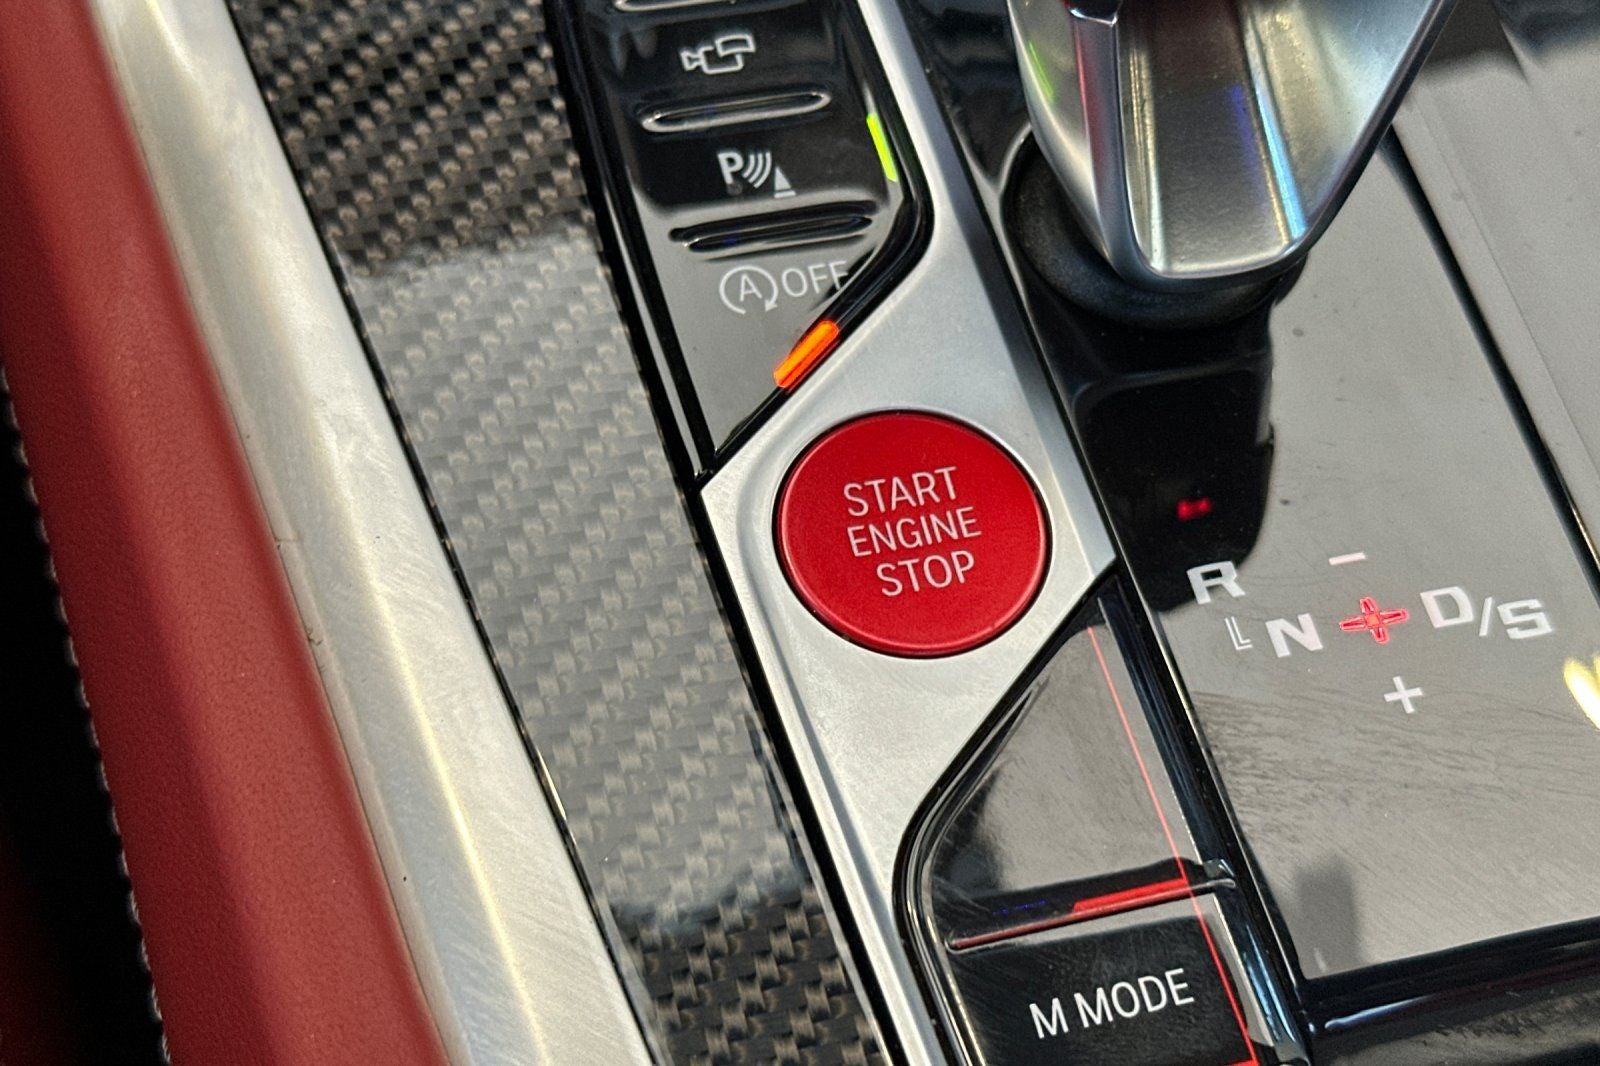 P
A OFF
START
ENGINE
STOP
R
N D/S
+
M MODE